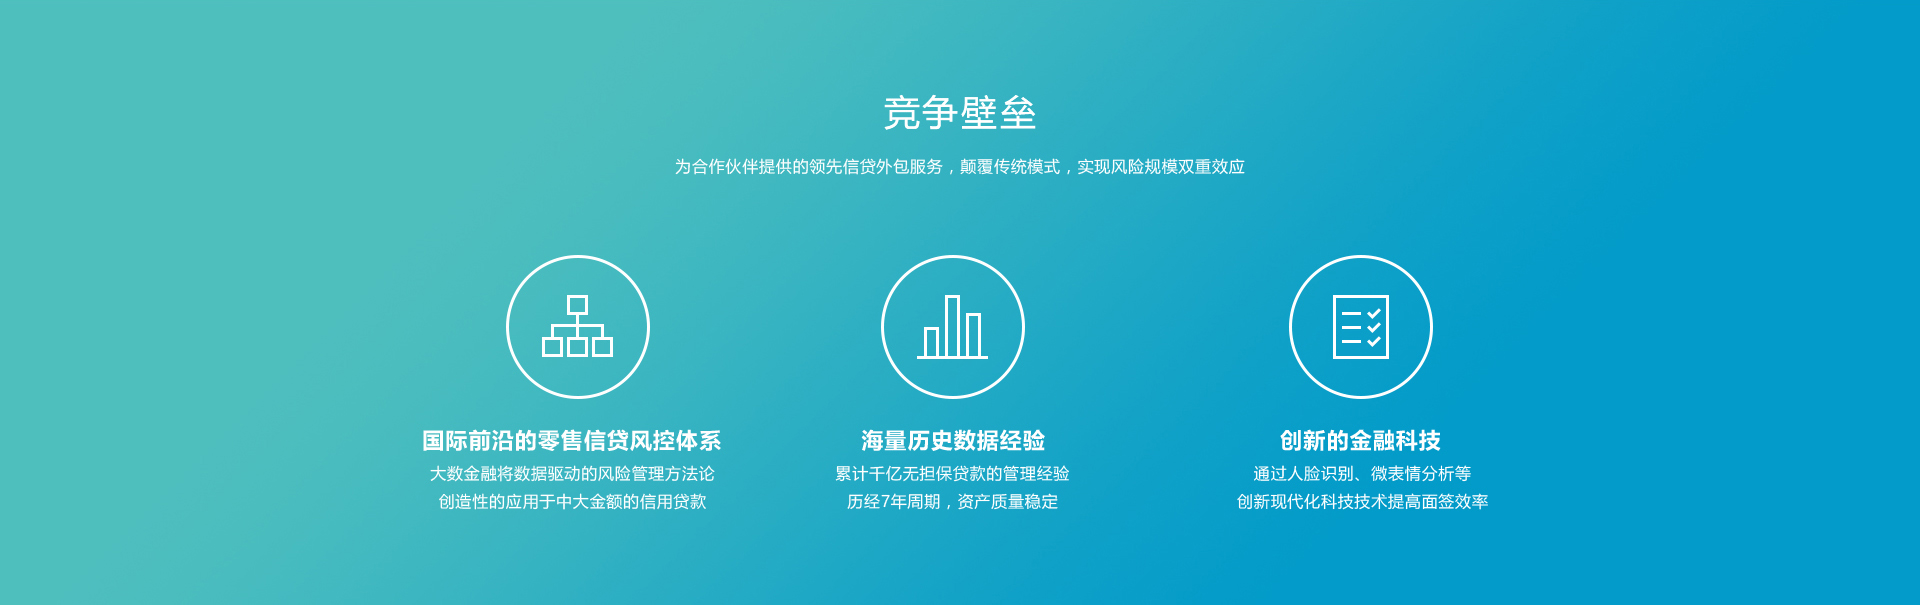 竞争壁垒
为合作伙伴提供的领先信贷外包服务，颠覆传统模式，实现风险规模双重效应
国际前沿的零售信贷风控体系
大数金融将数据驱动的风险管理方法论
创造性的应用于中大金额的信用贷款
海量历史数据经验
累计千亿无担保贷款的管理经验
历经7年周期，资产质量稳定
创新的金融科技
通过人脸识别、微表情分析等
创新现代化科技技术提高面签效率